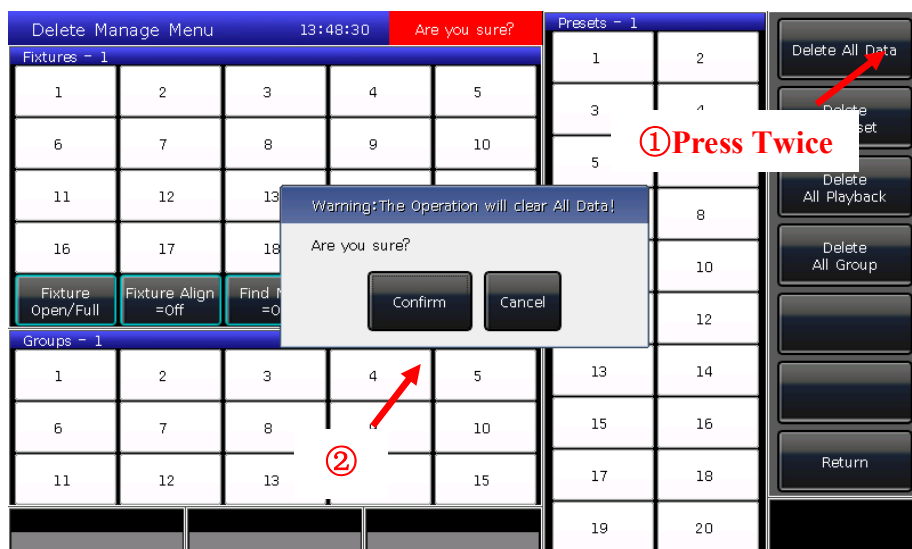 Delete Manage Menu 13:48:30 Are you sure?
Fixtures - 1
1 2 3 4 5
6 7 8 9 10
11 12 13
16 17 18
Fixture Open/Full
Fixture Align =Off
Find
Groups - 1
1 2 3 4 5
6 7 8 10
11 12 13 15
Warning:The Operation will clear All Data!
Are you sure?
Confirm Cancel
②
Presets - 1
1 2
3
5
8
10
12
13 14
15 16
17 18
19 20
①Press Twice
Delete All Data
Delete
Delete
All Playback
Delete
All Group
Return